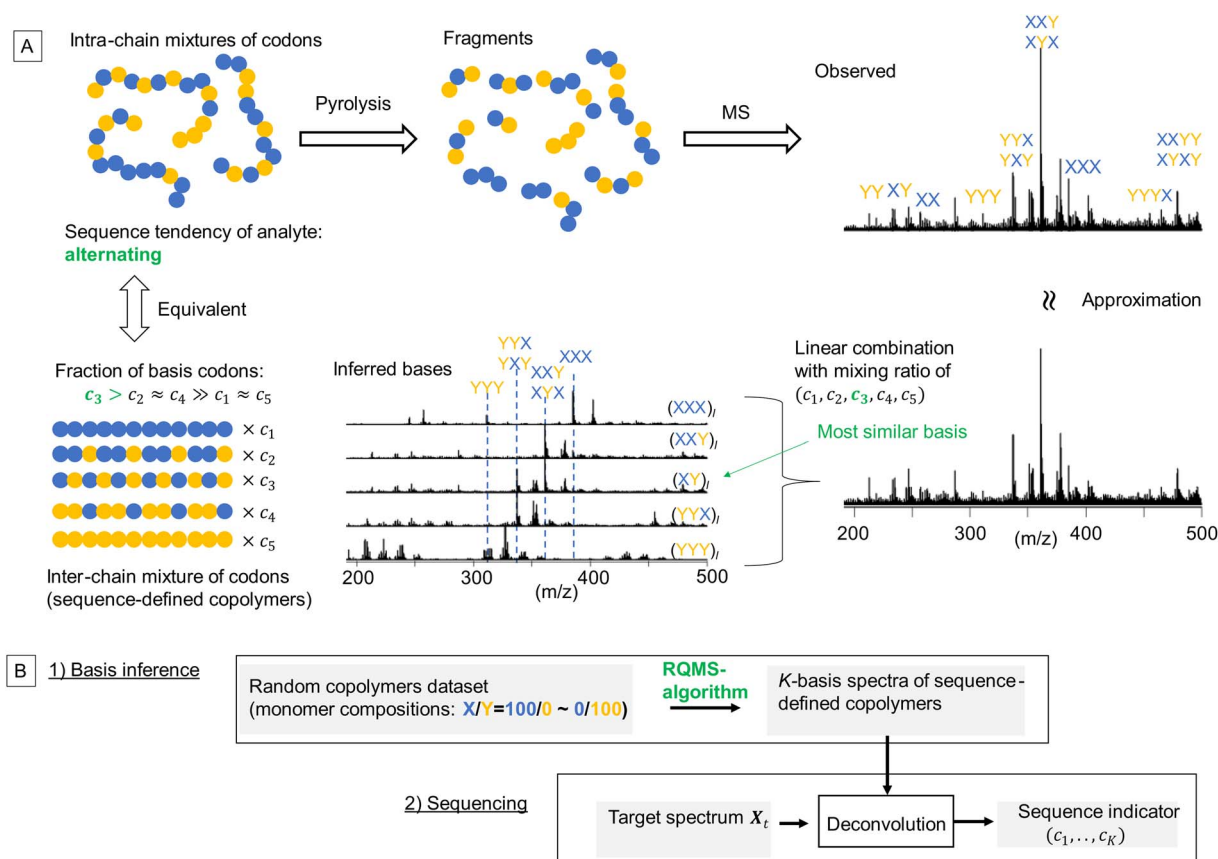 A
Intra-chain mixtures of codons
Pyrolysis
Fragments
MS
Observed
XXY
XYX
YYX
YXY
XXX
XXYY
XYXY
YY
XY
XX
YYY
YYYX
Sequence tendency of analyte:
alternating
Equivalent
Approximation
Fraction of basis codons:
c₃ > c₂ ≈ c₄ ≫ c₁ ≈ c₅
× c₁
× c₂
× c₃
× c₄
× c₅
Inter-chain mixture of codons
(sequence-defined copolymers)
Inferred bases
YYY
YYX
YXY
XXY
XYX
XXX
(XXX)ₗ
(XXY)ₗ
(XY)ₗ
(YYX)ₗ
(YYY)ₗ
200 300 400 500
(m/z)
Linear combination
with mixing ratio of
(c₁, c₂, c₃, c₄, c₅)
Most similar basis
200 300 400 500
(m/z)
B
1) Basis inference
Random copolymers dataset
(monomer compositions: X/Y=100/0 ~ 0/100)
RQMS-
algorithm
K-basis spectra of sequence-
defined copolymers
2) Sequencing
Target spectrum Xₜ
Deconvolution
Sequence indicator
(c₁,..,c_K)